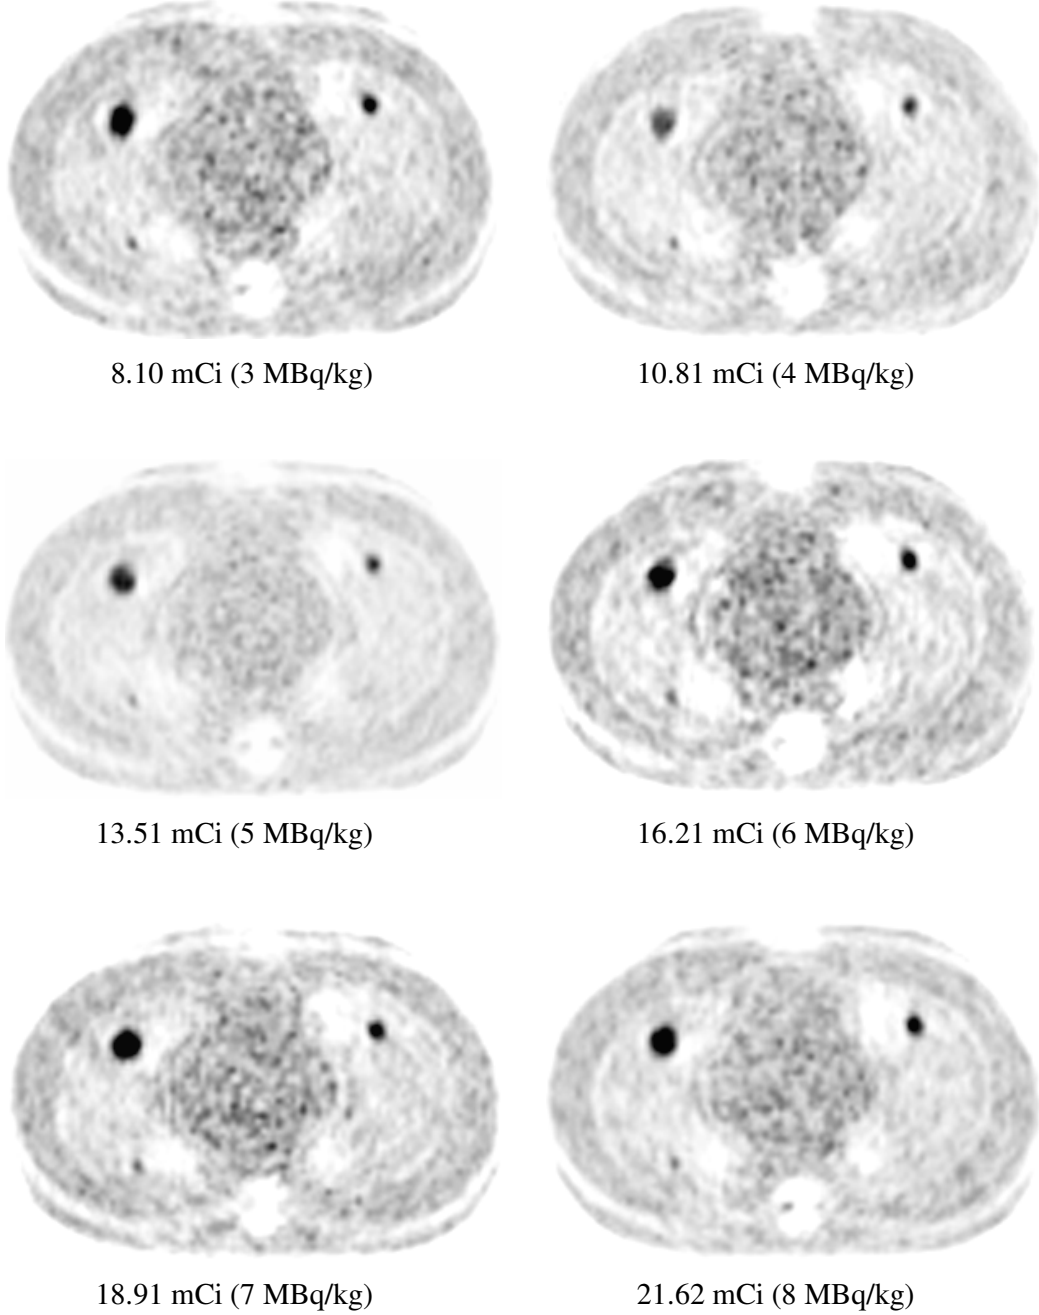 8.10 mCi (3 MBq/kg)
10.81 mCi (4 MBq/kg)
13.51 mCi (5 MBq/kg)
16.21 mCi (6 MBq/kg)
18.91 mCi (7 MBq/kg)
21.62 mCi (8 MBq/kg)